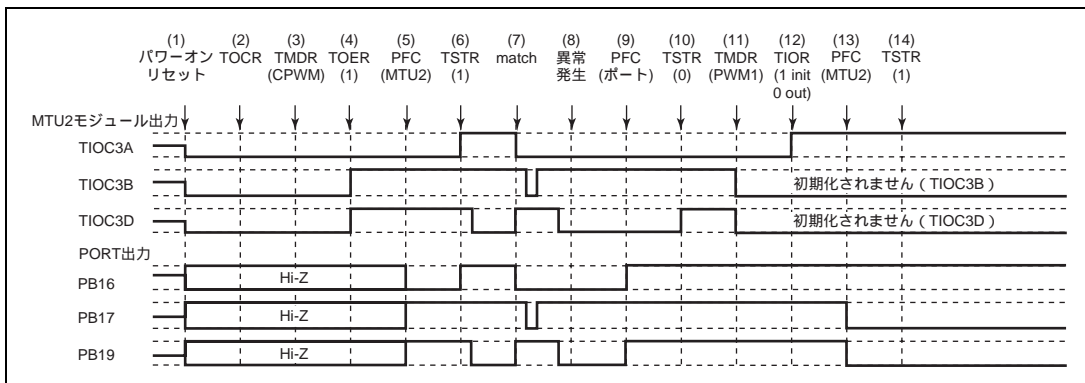 (1) (2) (3) (4) (5) (6) (7) (8) (9) (10) (11) (12) (13) (14)
パワーオン TOCR TMDR TOER PFC TSTR match 異常 PFC TSTR TMDR TIOR PFC TSTR
リセット (CPWM) (1) (MTU2) (1) 発生 (ポート) (0) (PWM1) (1 init (MTU2) (1)
0 out)
MTU2モジュール出力
TIOC3A
TIOC3B 初期化されません（TIOC3B）
TIOC3D 初期化されません（TIOC3D）
PORT出力
PB16 Hi-Z
PB17 Hi-Z
PB19 Hi-Z